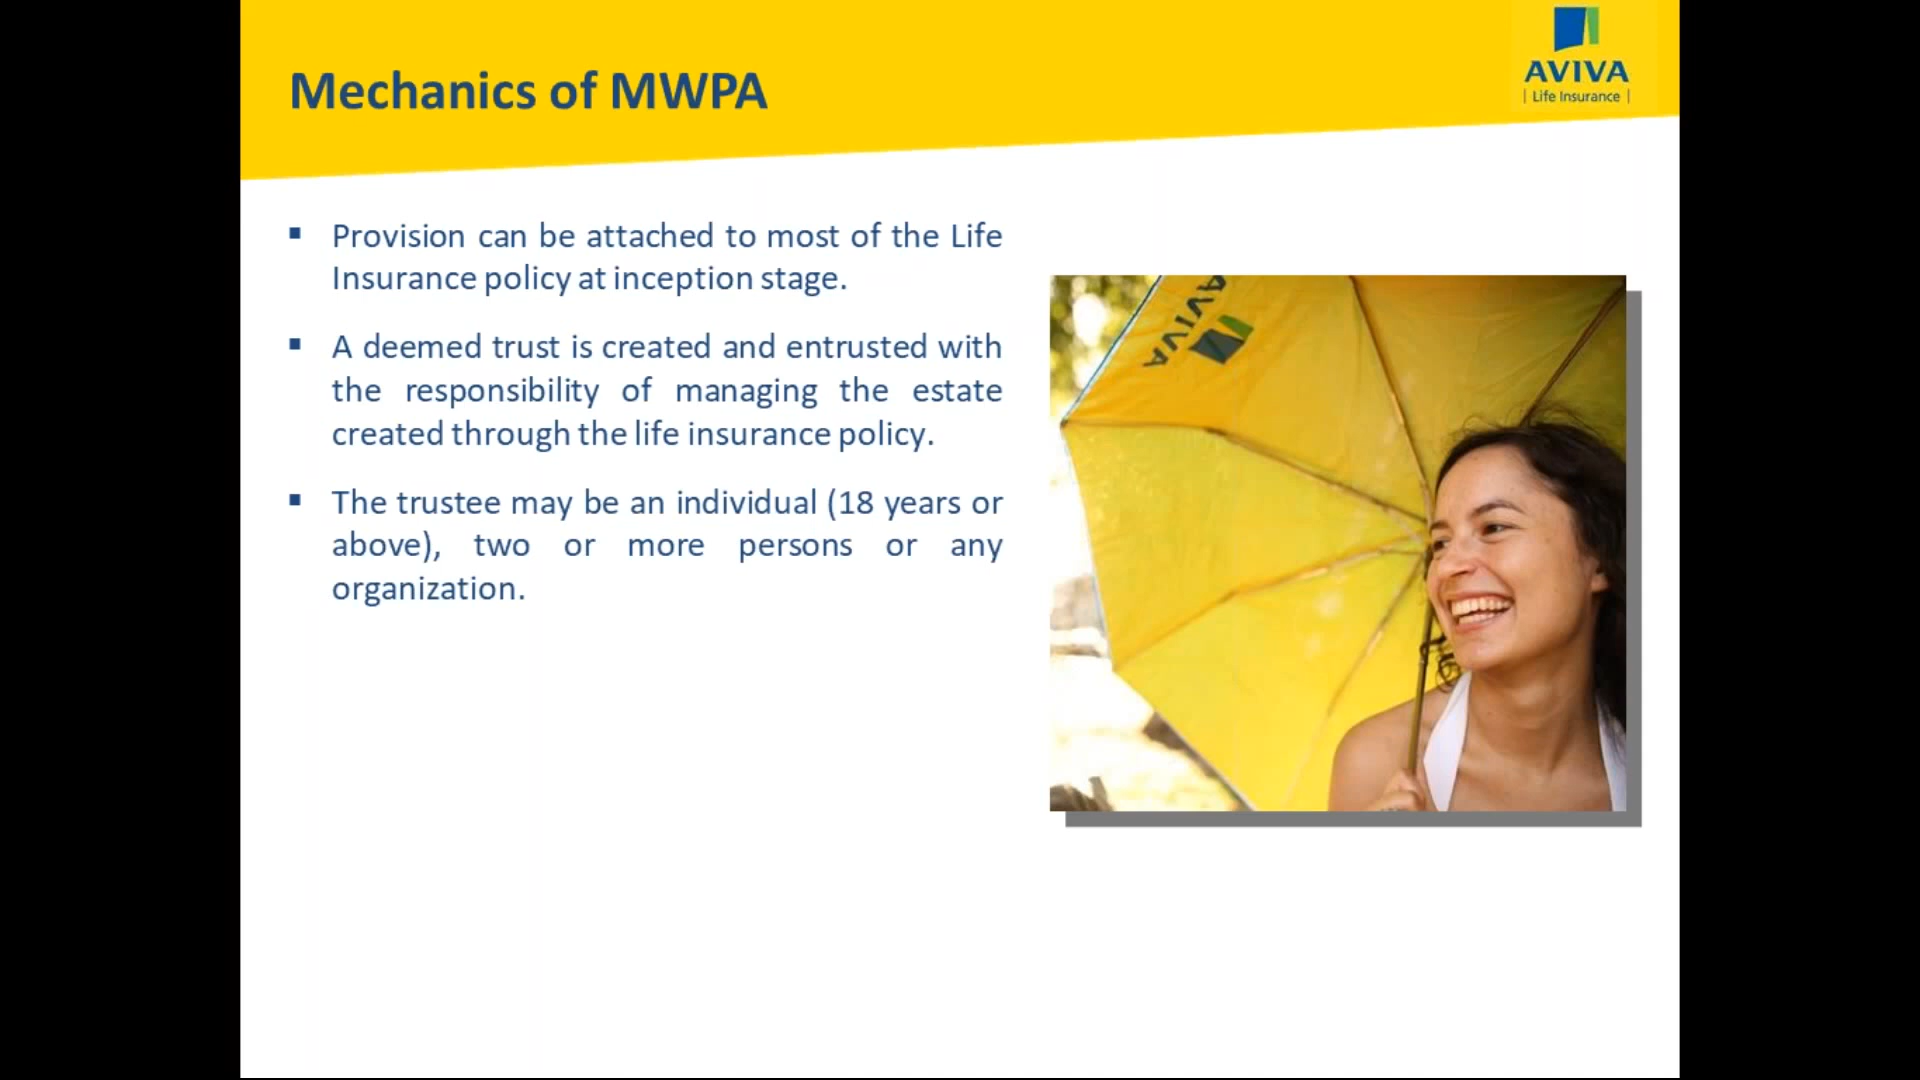 Mechanics of MWPA
AVIVA
| Life Insurance |
▪ Provision can be attached to most of the Life
Insurance policy at inception stage.
▪ A deemed trust is created and entrusted with
the responsibility of managing the estate
created through the life insurance policy.
▪ The trustee may be an individual (18 years or
above), two or more persons or any
organization.
AVIVA
AVIVA